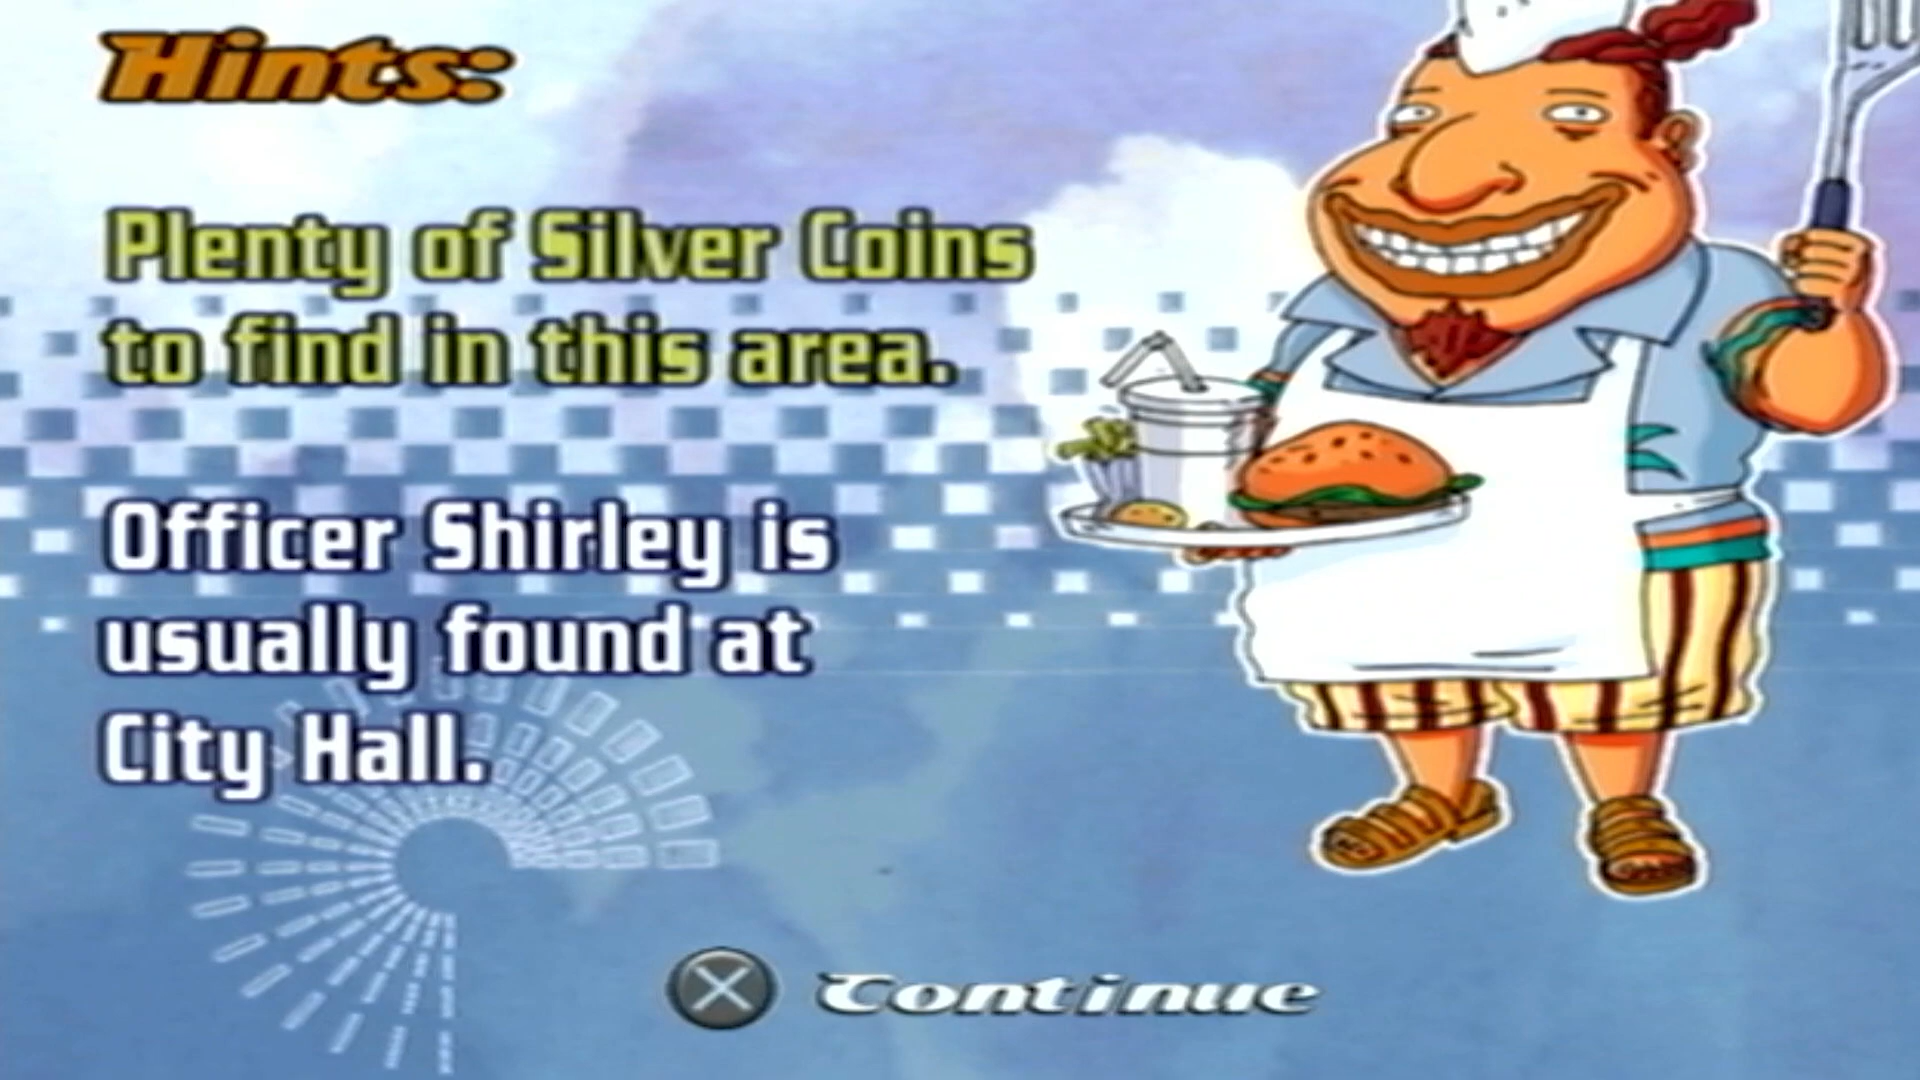 Hints:
Plenty of Silver Coins
to find in this area.
Officer Shirley is
usually found at
City Hall.
Continue